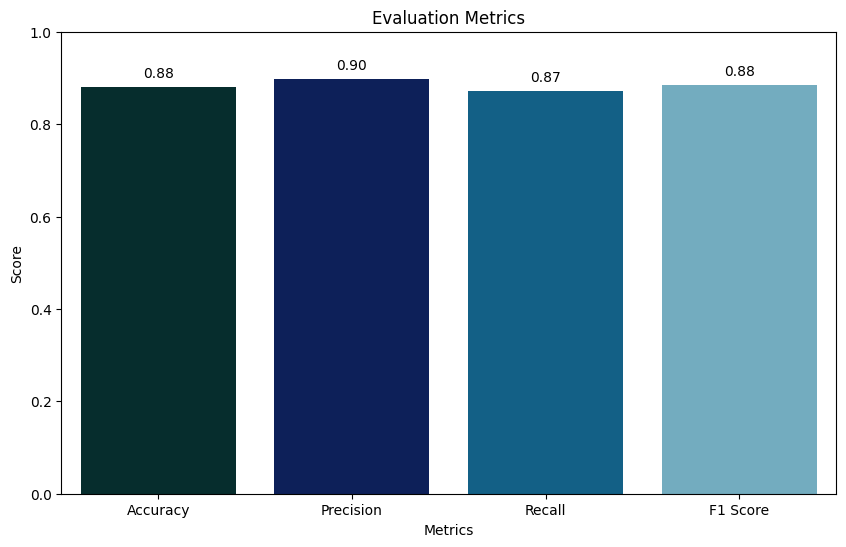 Evaluation Metrics
1.0
0.8
0.6
0.4
0.2
0.0
Score
0.88
0.90
0.87
0.88
Accuracy
Precision
Recall
F1 Score
Metrics